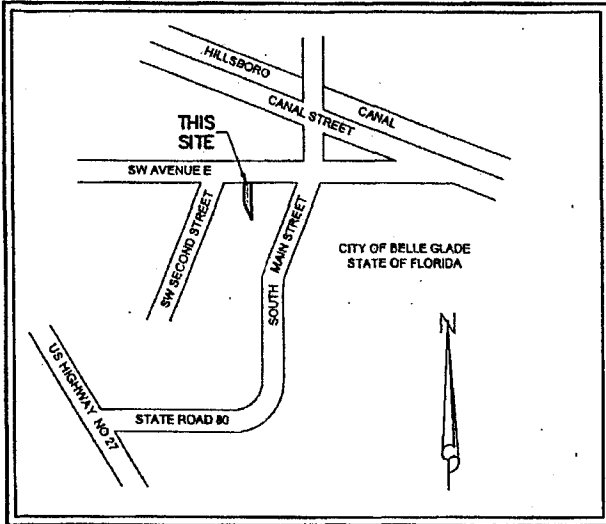 HILLSBORO
CANAL
CANAL STREET
THIS
SITE
SW AVENUE E
SW SECOND STREET
SOUTH MAIN STREET
CITY OF BELLE GLADE
STATE OF FLORIDA
N
US HIGHWAY NO 27
STATE ROAD 80